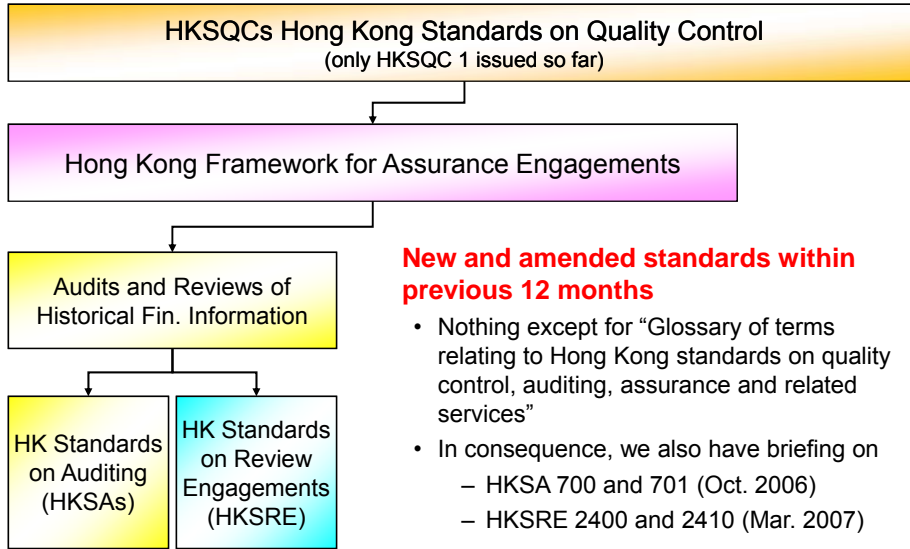 HKSQCs Hong Kong Standards on Quality Control
(only HKSQC 1 issued so far)
Hong Kong Framework for Assurance Engagements
Audits and Reviews of
Historical Fin. Information
HK Standards
on Auditing
(HKSAs)
HK Standards
on Review
Engagements
(HKSRE)
New and amended standards within
previous 12 months
• Nothing except for “Glossary of terms
relating to Hong Kong standards on quality
control, auditing, assurance and related
services”
• In consequence, we also have briefing on
– HKSA 700 and 701 (Oct. 2006)
– HKSRE 2400 and 2410 (Mar. 2007)